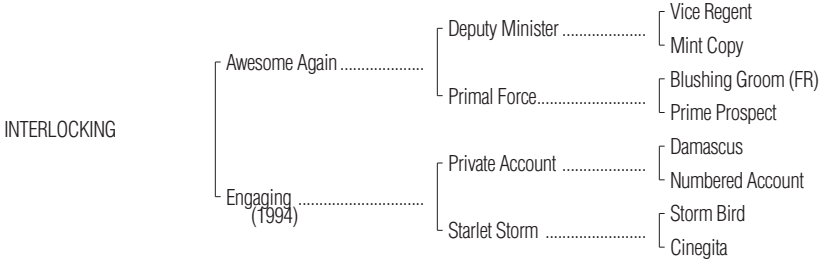 Vice Regent
Deputy Minister ....................
Mint Copy
Awesome Again ....................
Blushing Groom (FR)
Primal Force..........................
Prime Prospect
INTERLOCKING
Damascus
Private Account ....................
Numbered Account
Engaging ..............................
(1994)
Storm Bird
Starlet Storm ........................
Cinegita